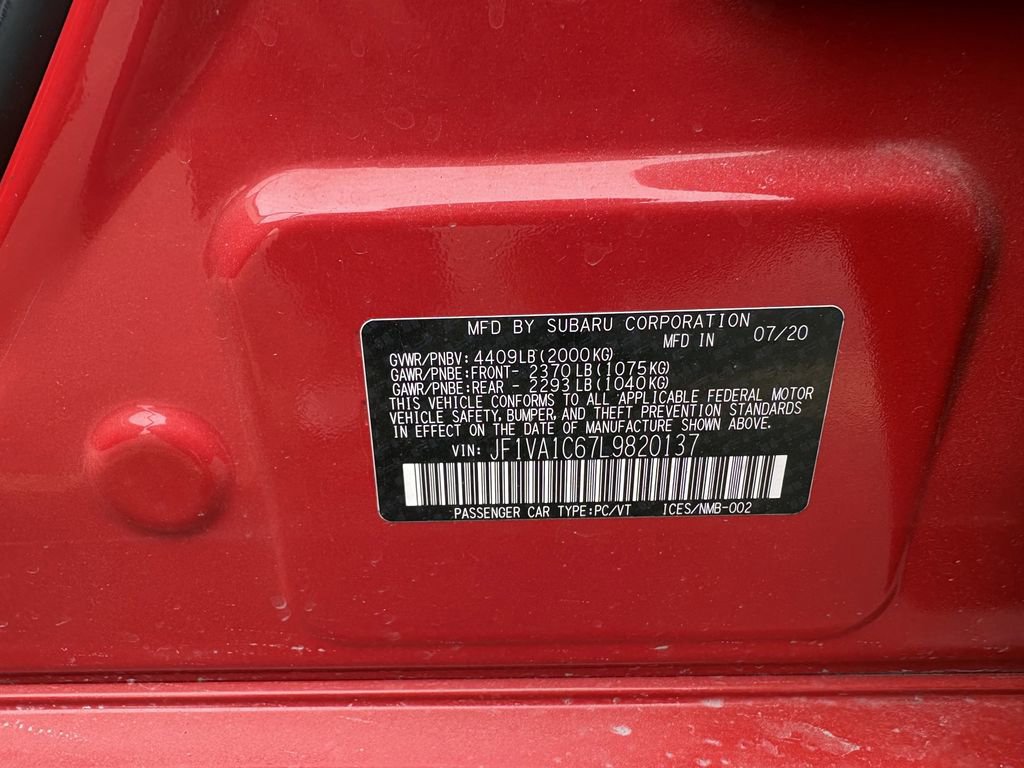 MFD BY SUBARU CORPORATION
MFD IN 07/20
GVWR/PNBV: 4409LB(2000KG)
GAWR/PNBE:FRONT- 2370LB(1075KG)
GAWR/PNBE:REAR - 2293LB(1040KG)
THIS VEHICLE CONFORMS TO ALL APPLICABLE FEDERAL MOTOR
VEHICLE SAFETY, BUMPER, AND THEFT PREVENTION STANDARDS
IN EFFECT ON THE DATE OF MANUFACTURE SHOWN ABOVE.
VIN: JF1VA1C67L9820137
PASSENGER CAR TYPE:PC/VT ICES/NMB-002